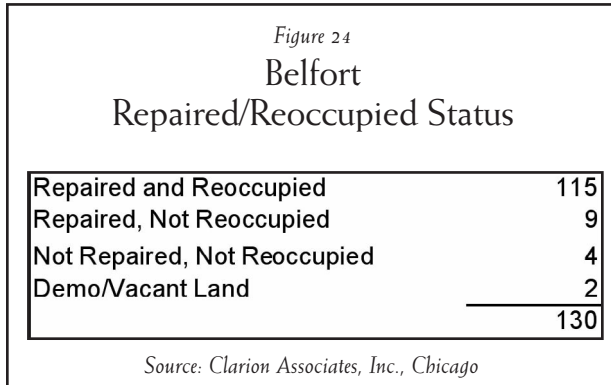 Figure 24
Belfort
Repaired/Reoccupied Status
Repaired and Reoccupied 115
Repaired, Not Reoccupied 9
Not Repaired, Not Reoccupied 4
Demo/Vacant Land 2
130
Source: Clarion Associates, Inc., Chicago